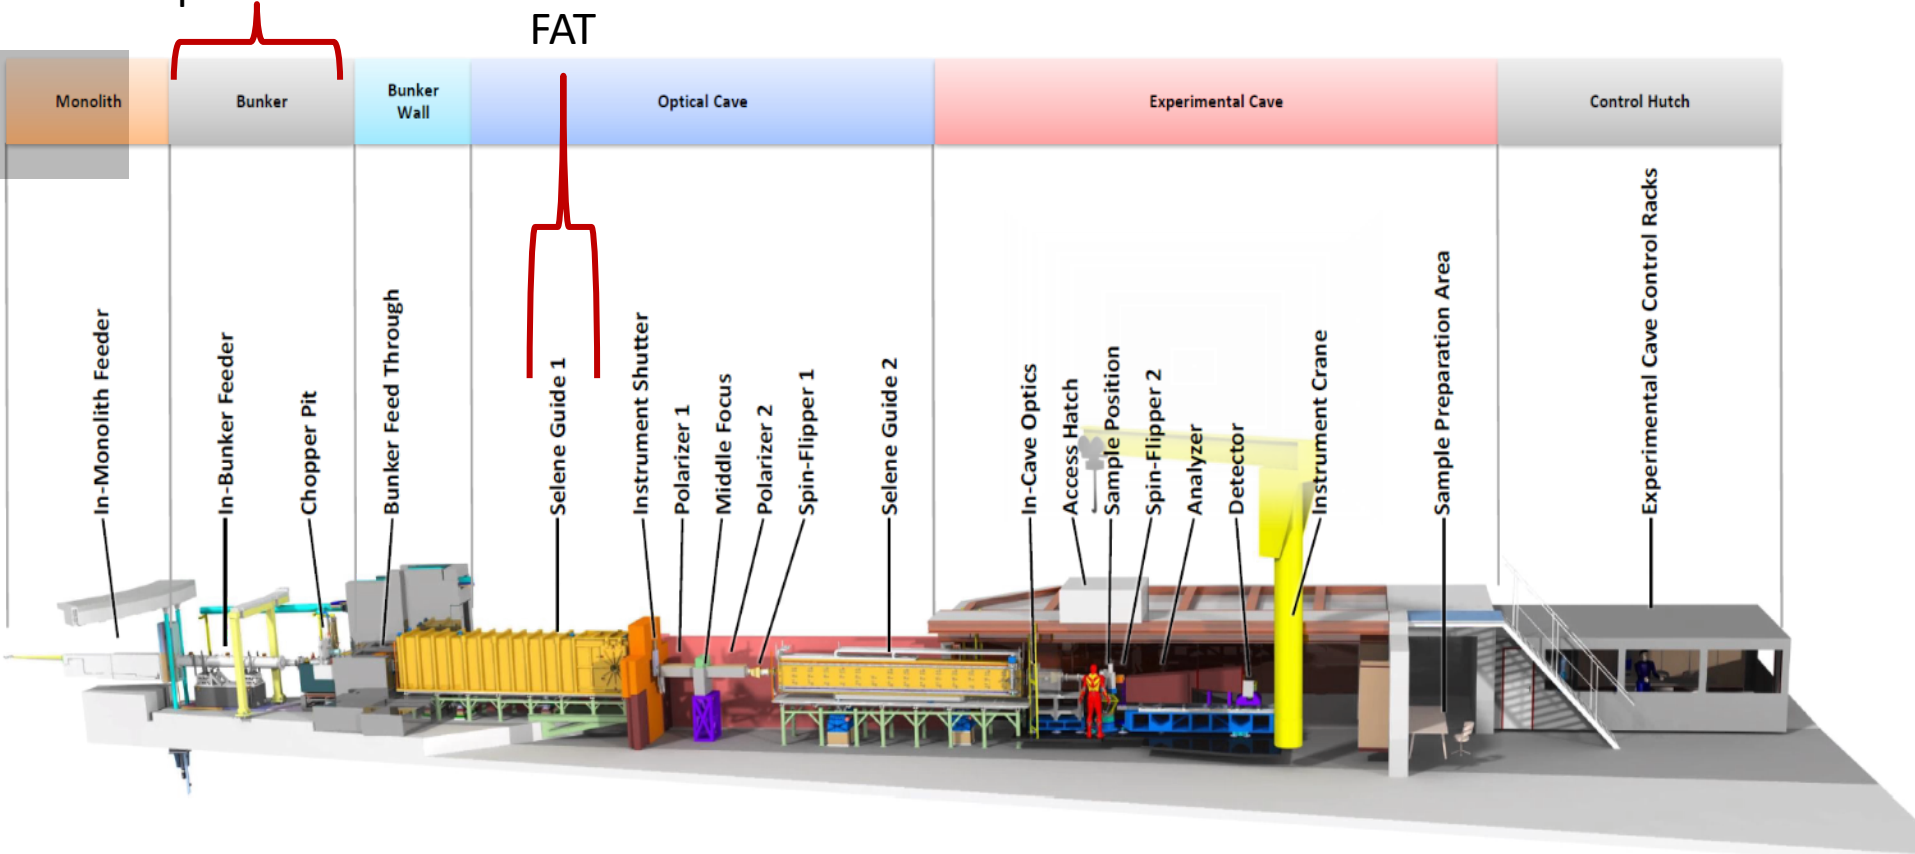 FAT
Monolith
Bunker
Bunker
Wall
Optical Cave
Experimental Cave
Control Hutch
In-Monolith Feeder
In-Bunker Feeder
Chopper Pit
Bunker Feed Through
Selene Guide 1
Instrument Shutter
Polarizer 1
Middle Focus
Polarizer 2
Spin-Flipper 1
Selene Guide 2
In-Cave Optics
Access Hatch
Sample Position
Spin-Flipper 2
Analyzer
Detector
Instrument Crane
Sample Preparation Area
Experimental Cave Control Racks